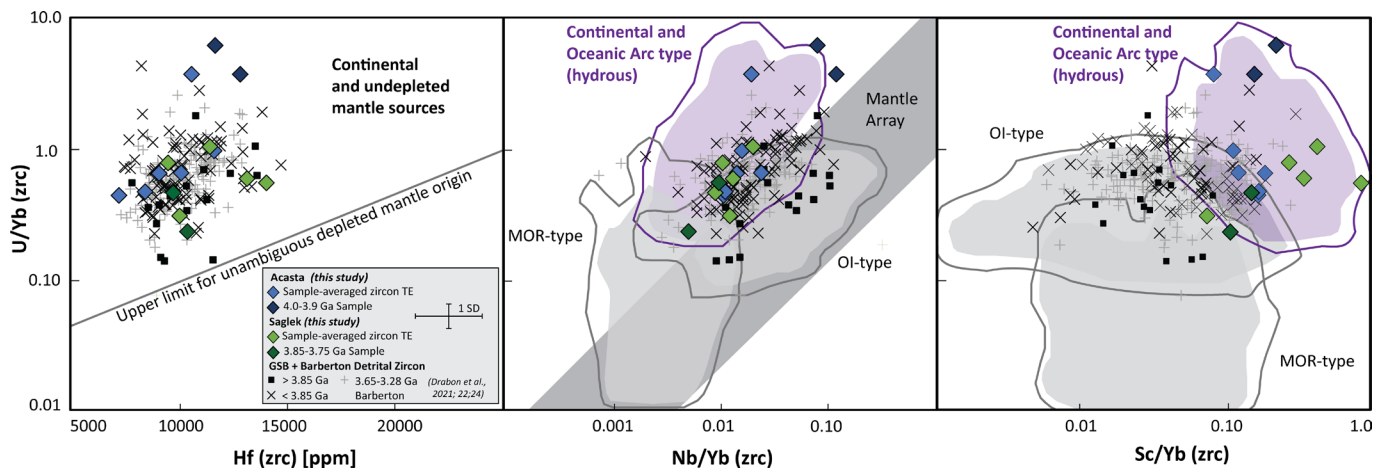 10.0
1.0
0.10
0.01
U/Yb (zrc)
Continental
and undepleted
mantle sources
Upper limit for unambiguous depleted mantle origin
Acasta (this study)
Sample-averaged zircon TE
4.0-3.9 Ga Sample
1 SD
Saglek (this study)
Sample-averaged zircon TE
3.85-3.75 Ga Sample
GSB + Barberton Detrital Zircon
> 3.85 Ga
3.65-3.28 Ga
Barberton
< 3.85 Ga
(Drabon et al.,
2021; 22;24)
5000
10000
15000
20000
Hf (zrc) [ppm]
Continental and
Oceanic Arc type
(hydrous)
Mantle
Array
MOR-type
OI-type
0.001
0.01
0.10
Nb/Yb (zrc)
Continental and
Oceanic Arc type
(hydrous)
OI-type
MOR-type
0.01
0.10
1.0
Sc/Yb (zrc)